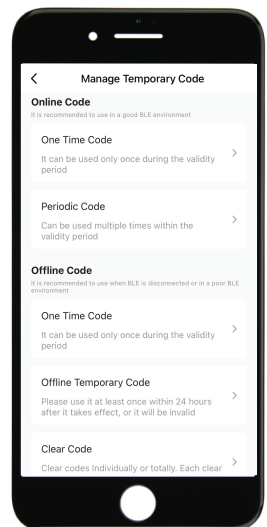 Manage Temporary Code
Online Code
It is recommended to use in a good BLE environment
One Time Code
It can be used only once during the validity
period
Periodic Code
Can be used multiple times within the
validity period
Offline Code
It is recommended to use when BLE is disconnected or in a poor BLE
environment
One Time Code
It can be used only once during the validity
period
Offline Temporary Code
Please use it at least once within 24 hours
after it takes effect, or it will be invalid
Clear Code
Clear codes Individually or totally. Each clear